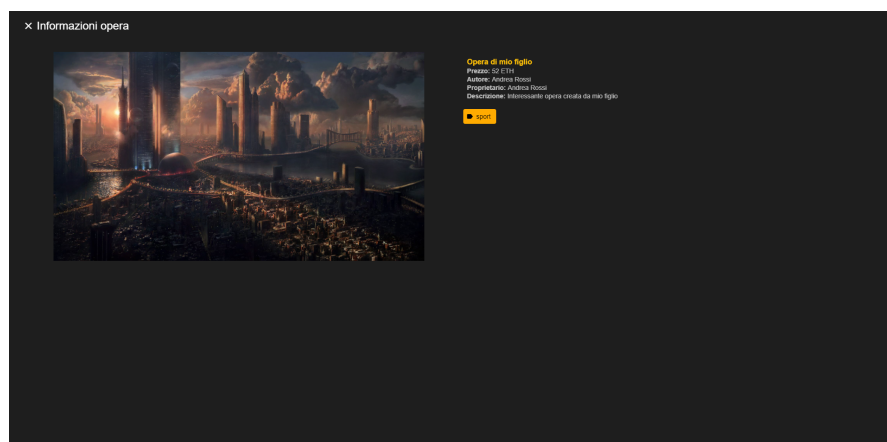 × Informazioni opera
Opera di mio figlio
Prezzo: 52 ETH
Autore: Andrea Rossi
Proprietario: Andrea Rossi
Descrizione: Interessante opera creata da mio figlio
sport